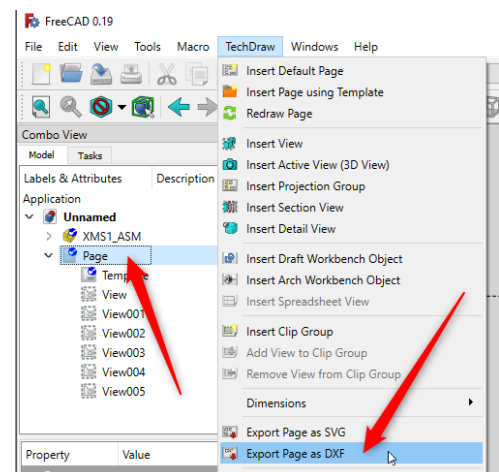 FreeCAD 0.19
File Edit View Tools Macro TechDraw Windows Help
Combo View
Model Tasks
Labels & Attributes Description
Application
Unnamed
XMS1_ASM
Page
View
View001
View002
View003
View004
View005
Property Value
Insert Default Page
Insert Page using Template
Redraw Page
Insert View
Insert Active View (3D View)
Insert Projection Group
Insert Section View
Insert Detail View
Insert Draft Workbench Object
Insert Arch Workbench Object
Insert Spreadsheet View
Insert Clip Group
Add View to Clip Group
Remove View from Clip Group
Dimensions
Export Page as SVG
Export Page as DXF